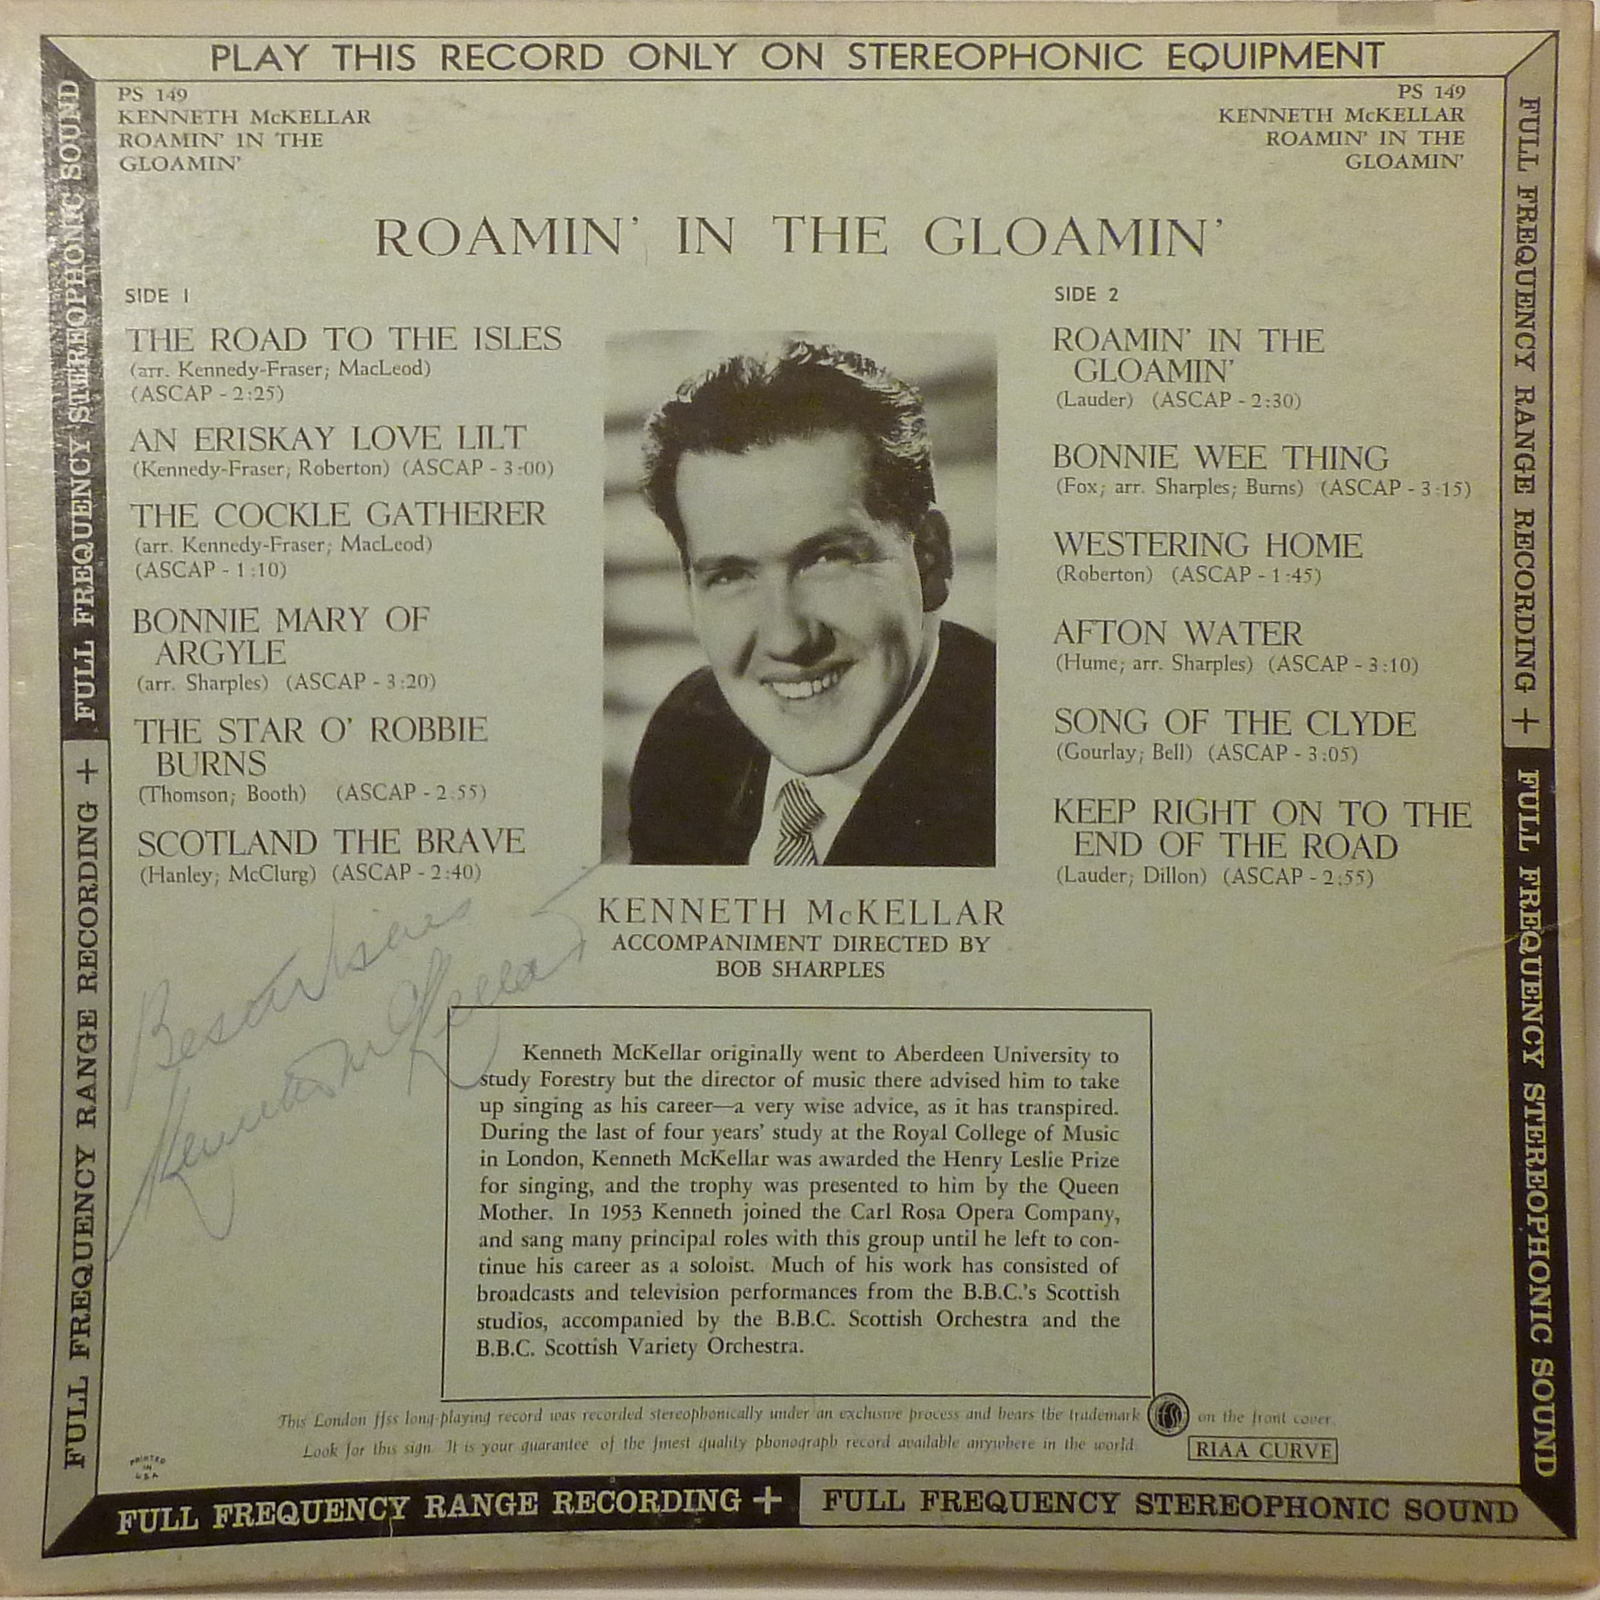 PLAY THIS RECORD ONLY ON STEREOPHONIC EQUIPMENT
PS 149
KENNETH McKELLAR
ROAMIN' IN THE
GLOAMIN'
PS 149
KENNETH McKELLAR
ROAMIN' IN THE
GLOAMIN'
ROAMIN' IN THE GLOAMIN'
SIDE 1
THE ROAD TO THE ISLES
(arr. Kennedy-Fraser; MacLeod)
(ASCAP - 2:25)
AN ERISKAY LOVE LILT
(Kennedy-Fraser; Roberton) (ASCAP - 3:00)
THE COCKLE GATHERER
(arr. Kennedy-Fraser; MacLeod)
(ASCAP - 1:10)
BONNIE MARY OF
ARGYLE
(arr. Sharples) (ASCAP - 3:20)
THE STAR O' ROBBIE
BURNS
(Thomson; Booth) (ASCAP - 2:55)
SCOTLAND THE BRAVE
(Hanley; McClurg) (ASCAP - 2:40)
SIDE 2
ROAMIN' IN THE
GLOAMIN'
(Lauder) (ASCAP - 2:30)
BONNIE WEE THING
(Fox; arr. Sharples; Burns) (ASCAP - 3:15)
WESTERING HOME
(Roberton) (ASCAP - 1:45)
AFTON WATER
(Hume; arr. Sharples) (ASCAP - 3:10)
SONG OF THE CLYDE
(Gourlay; Bell) (ASCAP - 3:05)
KEEP RIGHT ON TO THE
END OF THE ROAD
(Lauder; Dillon) (ASCAP - 2:55)
KENNETH McKELLAR
ACCOMPANIMENT DIRECTED BY
BOB SHARPLES
Best wishes
Kenneth McKellar
Kenneth McKellar originally went to Aberdeen University to
study Forestry but the director of music there advised him to take
up singing as his career—a very wise advice, as it has transpired.
During the last of four years' study at the Royal College of Music
in London, Kenneth McKellar was awarded the Henry Leslie Prize
for singing, and the trophy was presented to him by the Queen
Mother. In 1953 Kenneth joined the Carl Rosa Opera Company,
and sang many principal roles with this group until he left to con-
tinue his career as a soloist. Much of his work has consisted of
broadcasts and television performances from the B.B.C.'s Scottish
studios, accompanied by the B.B.C. Scottish Orchestra and the
B.B.C. Scottish Variety Orchestra.
This London ffss long-playing record was recorded stereophonically under an exclusive process and bears the trademark ffss on the front cover.
Look for this sign. It is your guarantee of the finest quality phonograph record available anywhere in the world.
RIAA CURVE
PRINTED
IN
U.S.A.
FULL FREQUENCY RANGE RECORDING + FULL FREQUENCY STEREOPHONIC SOUND
FULL FREQUENCY RANGE RECORDING + FULL FREQUENCY STEREOPHONIC SOUND
FULL FREQUENCY RANGE RECORDING + FULL FREQUENCY STEREOPHONIC SOUND